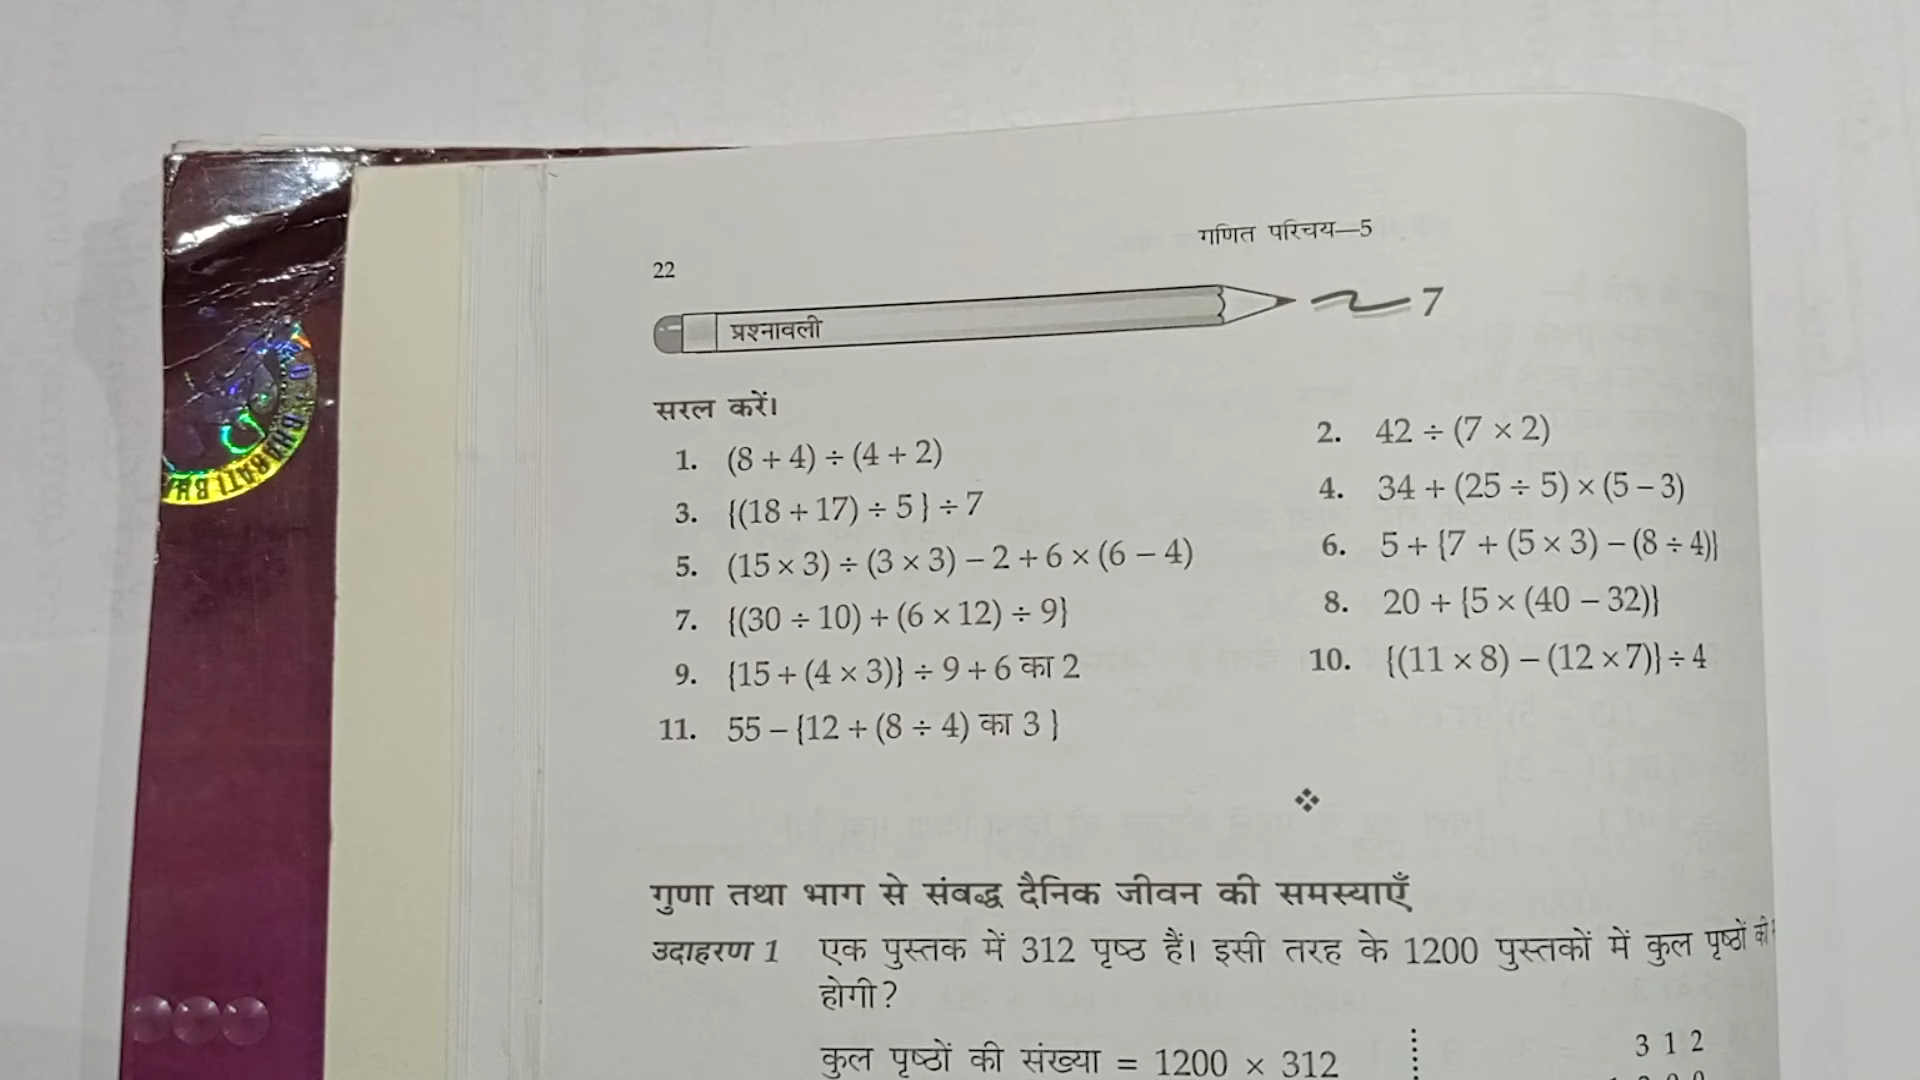 गणित परिचय—5
22
प्रश्नावली 7
सरल करें।
1. (8 + 4) ÷ (4 + 2)
2. 42 ÷ (7 × 2)
3. {(18 + 17) ÷ 5} ÷ 7
4. 34 + (25 ÷ 5) × (5 – 3)
5. (15 × 3) ÷ (3 × 3) – 2 + 6 × (6 – 4)
6. 5 + {7 + (5 × 3) – (8 ÷ 4)}
7. {(30 ÷ 10) + (6 × 12) ÷ 9}
8. 20 + {5 × (40 – 32)}
9. {15 + (4 × 3)} ÷ 9 + 6 का 2
10. {(11 × 8) – (12 × 7)} ÷ 4
11. 55 – {12 + (8 ÷ 4) का 3 }
गुणा तथा भाग से संबद्ध दैनिक जीवन की समस्याएँ
उदाहरण 1 एक पुस्तक में 312 पृष्ठ हैं। इसी तरह के 1200 पुस्तकों में कुल पृष्ठों की
होगी?
कुल पृष्ठों की संख्या = 1200 × 312
3 1 2